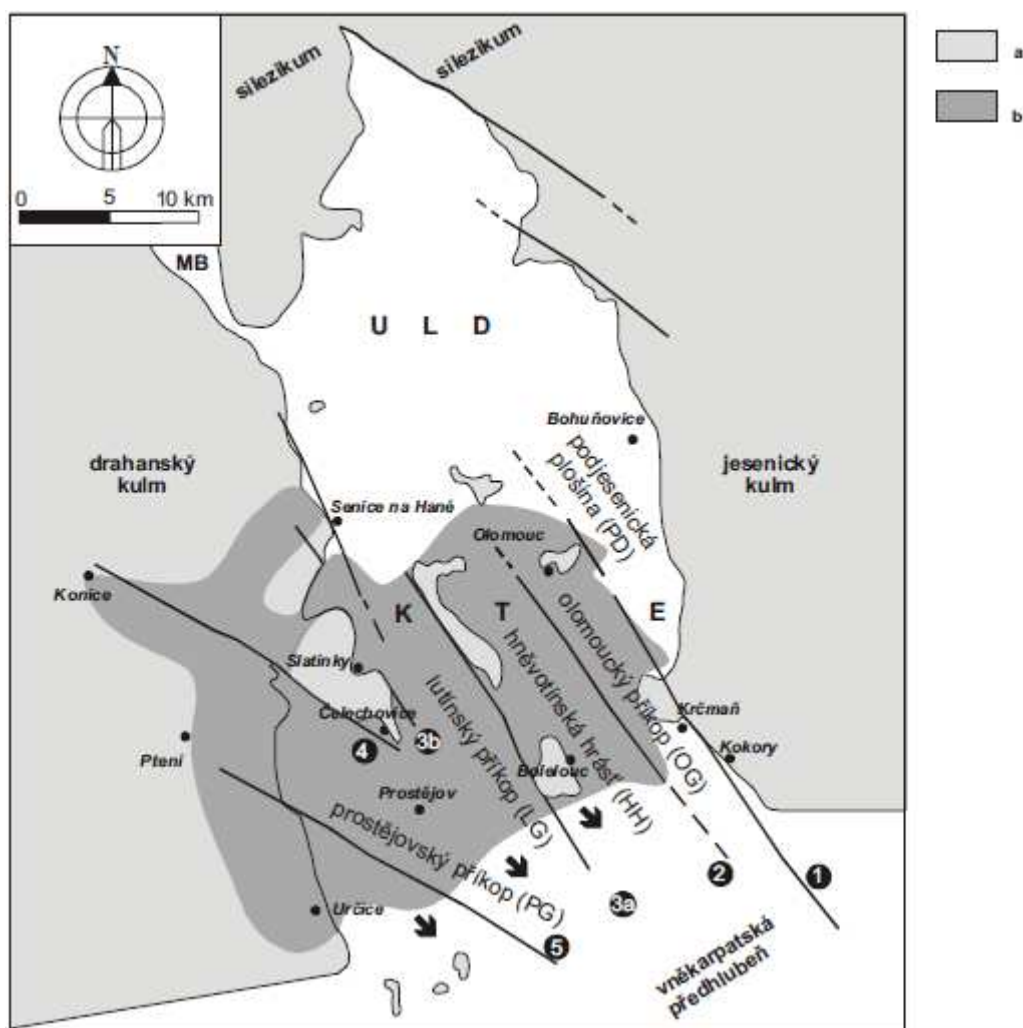 N
0 5 10 km
silezikum
silezikum
a
b
MB
U L D
Bohuňovice
podjesenická
plošina (PD)
drahanský
kulm
jesenický
kulm
Senice na Hané
Olomouc
Konice
K
T
E
olomoucký příkop (OG)
hněvotínská hrásť (HH)
lutínský příkop (LG)
Slatinky
Čelechovice
Krčmaň
Kokory
Bolelouc
4
3b
Ptení
Prostějov
prostějovský příkop (PG)
2
1
3a
Určice
5
vněkarpatská
předhlubeň